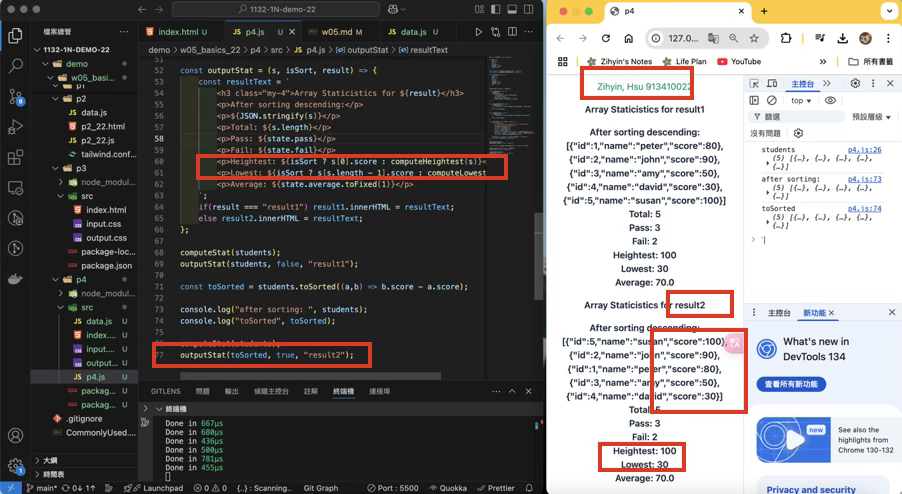 1132-1N-DEMO-22
檔案總管
1132-1N-DEMO-22
demo
w05_basics_22
p1
p2
data.js
p2_22.html
p2_22.js
tailwind.conf...
p3
node_modul...
src
index.html
input.css
output.css
package-loc...
package.json
p4
node_modul...
src
data.js U
index.... U
input.... U
output... U
p4.js U
packag... U
packag... U
.gitignore
CommonlyUsed...
大綱
時間表
index.html U
p4.js U
w05.md M
data.js U
demo > w05_basics_22 > p4 > src > p4.js > outputStat > resultText
51
52 const outputStat = (s, isSort, result) => {
53 const resultText = `
54 <h3 class="my-4">Array Statistics for ${result}</h3>
55 <p>After sorting descending:</p>
56 <p>${JSON.stringify(s)}</p>
57 <p>Total: ${s.length}</p>
58 <p>Pass: ${state.pass}</p>
59 <p>Fail: ${state.fail}</p>
60 <p>Heightest: ${isSort ? s[0].score : computeHeightest(s)}<
61 <p>Lowest: ${isSort ? s[s.length - 1].score : computeLowest
62 <p>Average: ${state.average.toFixed(1)}</p>
63 `;
64 if(result === "result1") result1.innerHTML = resultText;
65 else result2.innerHTML = resultText;
66 };
67
68 computeStat(students);
69 outputStat(students, false, "result1");
70
71 const toSorted = students.toSorted((a,b) => b.score - a.score);
72
73 console.log("after sorting: ", students);
74 console.log("toSorted", toSorted);
75
77 outputStat(toSorted, true, "result2");
GITLENS 問題 輸出 偵錯主控台 註解 終端機 連接埠
終端機
Done in 667µs
Done in 680µs
Done in 436µs
Done in 500µs
Done in 781µs
Done in 455µs
main* 0↓ 1↑ Launchpad 0 0 {..} : Scanning... Git Graph Port : 5500 Quokka Prettier
p4
127.0...
Zihyin's Notes Life Plan YouTube 所有書籤
Zihyin, Hsu 913410022
Array Staticistics for result1
After sorting descending:
[{"id":1,"name":"peter","score":80},
{"id":2,"name":"john","score":90},
{"id":3,"name":"amy","score":50},
{"id":4,"name":"david","score":30},
{"id":5,"name":"susan","score":100}]
Total: 5
Pass: 3
Fail: 2
Heightest: 100
Lowest: 30
Average: 70.0
Array Staticistics for result2
After sorting descending:
[{"id":5,"name":"susan","score":100},
{"id":2,"name":"john","score":90},
{"id":1,"name":"peter","score":80},
{"id":3,"name":"amy","score":50},
{"id":4,"name":"david","score":30}]
Total: 5
Pass: 3
Fail: 2
Heightest: 100
Lowest: 30
Average: 70.0
主控台
top
篩選 預設層級
沒有問題
students p4.js:26
(5) [{…}, {…}, {…}, {…}, {…}]
after sorting: p4.js:73
(5) [{…}, {…}, {…}, {…}, {…}]
toSorted p4.js:74
(5) [{…}, {…}, {…}, {…}, {…}]
主控台 新功能
What's new in DevTools 134
查看所有新功能
new
See also the highlights from Chrome 130-132
Privacy and security